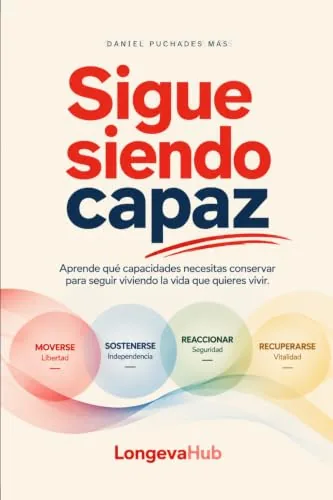 DANIEL PUCHADES MÁS
Sigue
siendo
capaz
Aprende qué capacidades necesitas conservar
para seguir viviendo la vida que quieres vivir.
MOVERSE
Libertad
SOSTENERSE
Independencia
REACCIONAR
Seguridad
RECUPERARSE
Vitalidad
LongevaHub